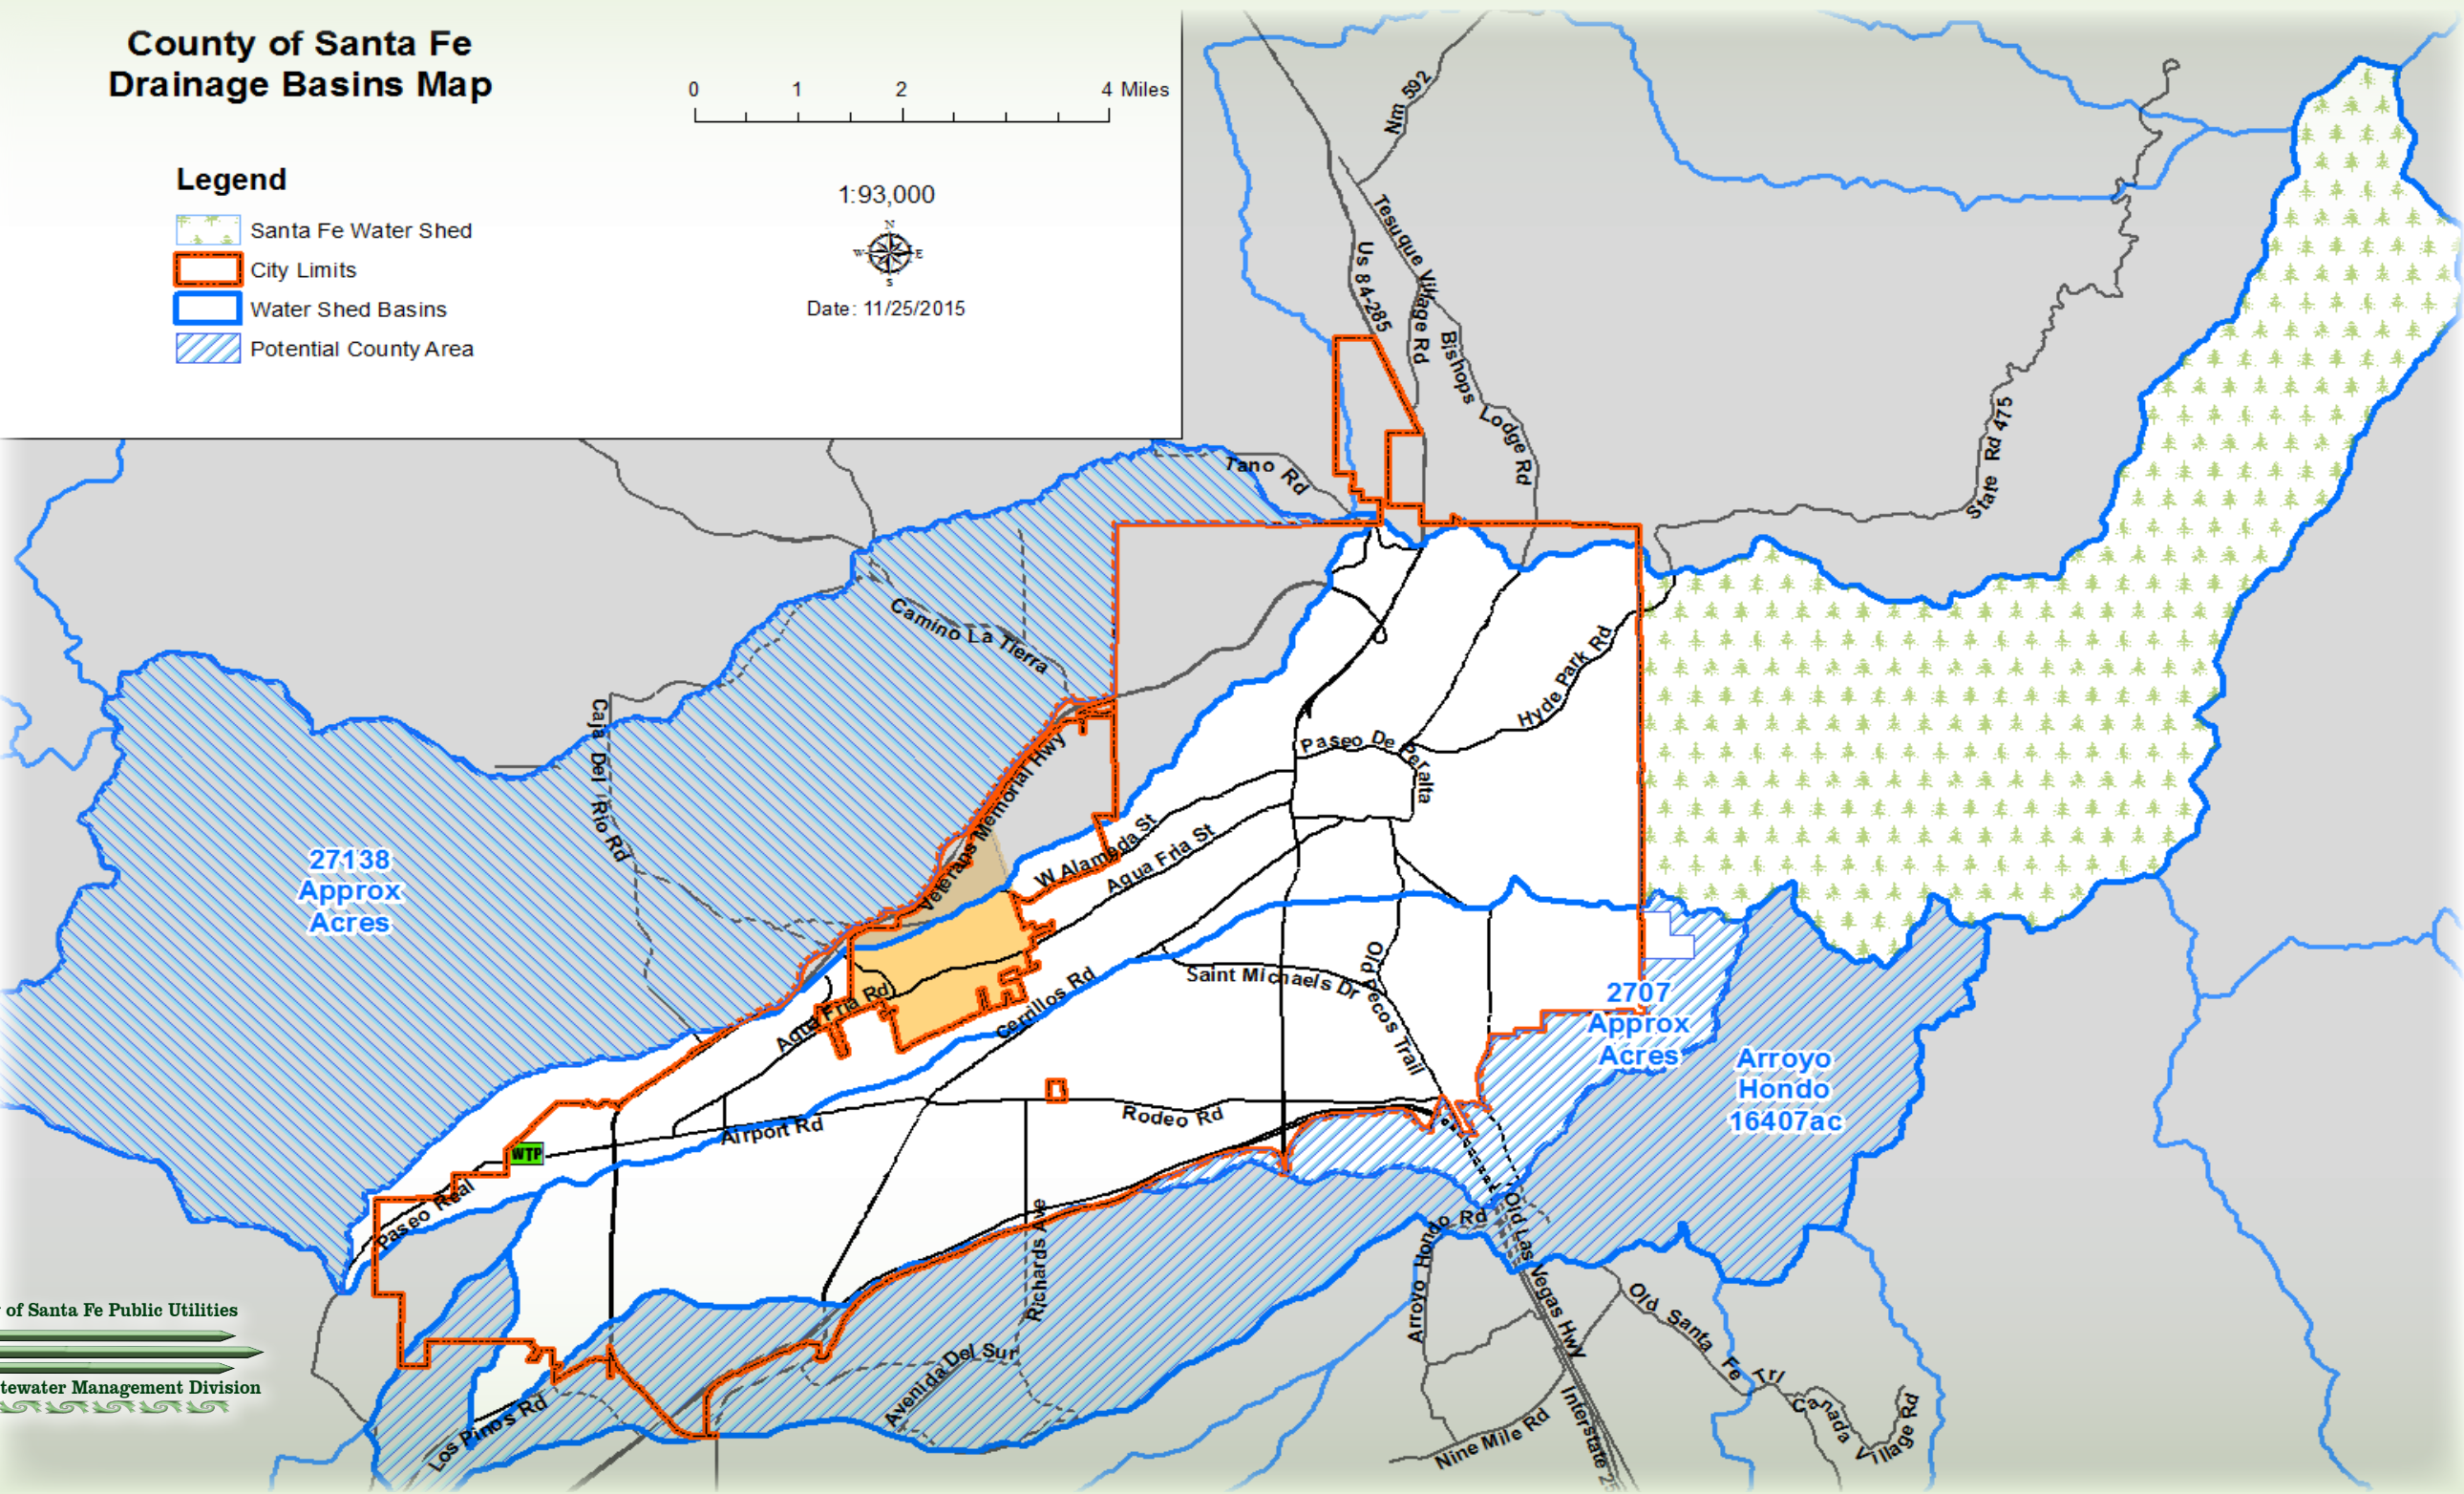 County of Santa Fe
Drainage Basins Map
0 1 2 4 Miles
Legend
Santa Fe Water Shed
City Limits
Water Shed Basins
Potential County Area
1:93,000
N
W E
S
Date: 11/25/2015
Nm 592
Tesuque Village Rd
Us 84-285
Bishops Lodge Rd
State Rd 475
Tano Rd
Camino La Tierra
Caja Del Rio Rd
Hyde Park Rd
Veterans Memorial Hwy
Paseo De Peralta
W Alameda St
Agua Fria St
27138
Approx
Acres
Agua Fria Rd
Cerrillos Rd
Saint Michaels Dr
Old Pecos Trail
2707
Approx
Acres
Arroyo
Hondo
16407ac
Airport Rd
Rodeo Rd
WTP
Paseo Real
Richards Ave
Arroyo Hondo Rd
Old Las Vegas Hwy
Old Santa Fe Trl
Canada Village Rd
Avenida Del Sur
Los Pinos Rd
Nine Mile Rd
Interstate 25
of Santa Fe Public Utilities
tewater Management Division